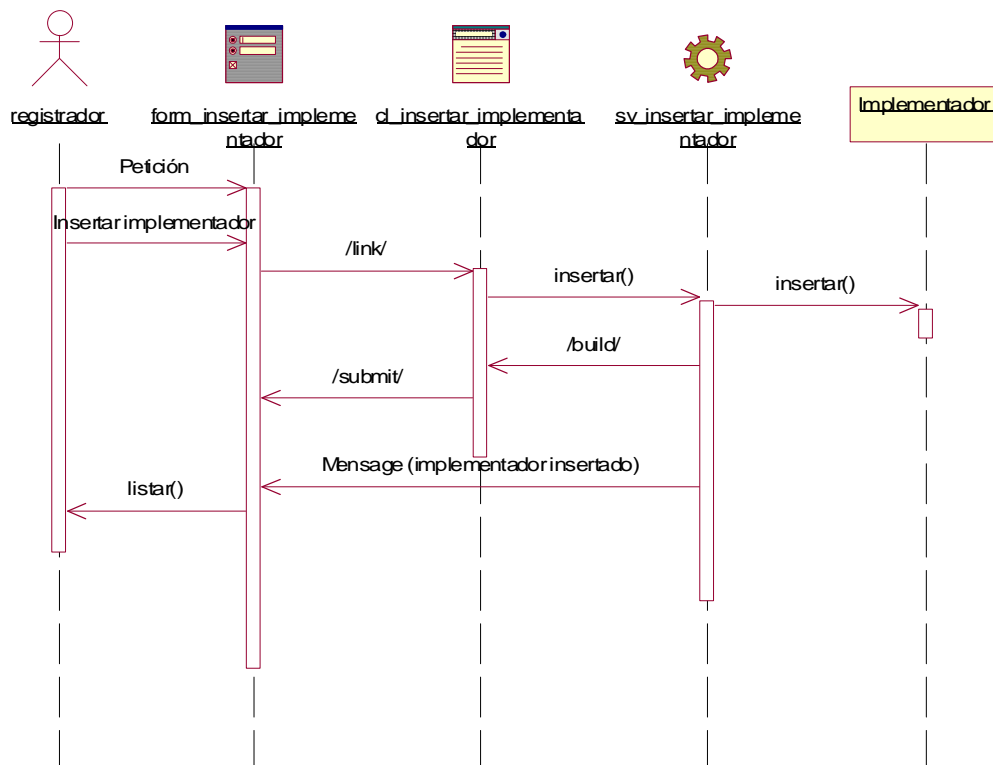 registrador
form_insertar_impleme
ntador
cl_insertar_implementa
dor
sv_insertar_impleme
ntador
Implementador
Petición
Insertar implementador
/link/
insertar()
insertar()
/build/
/submit/
Mensage (implementador insertado)
listar()